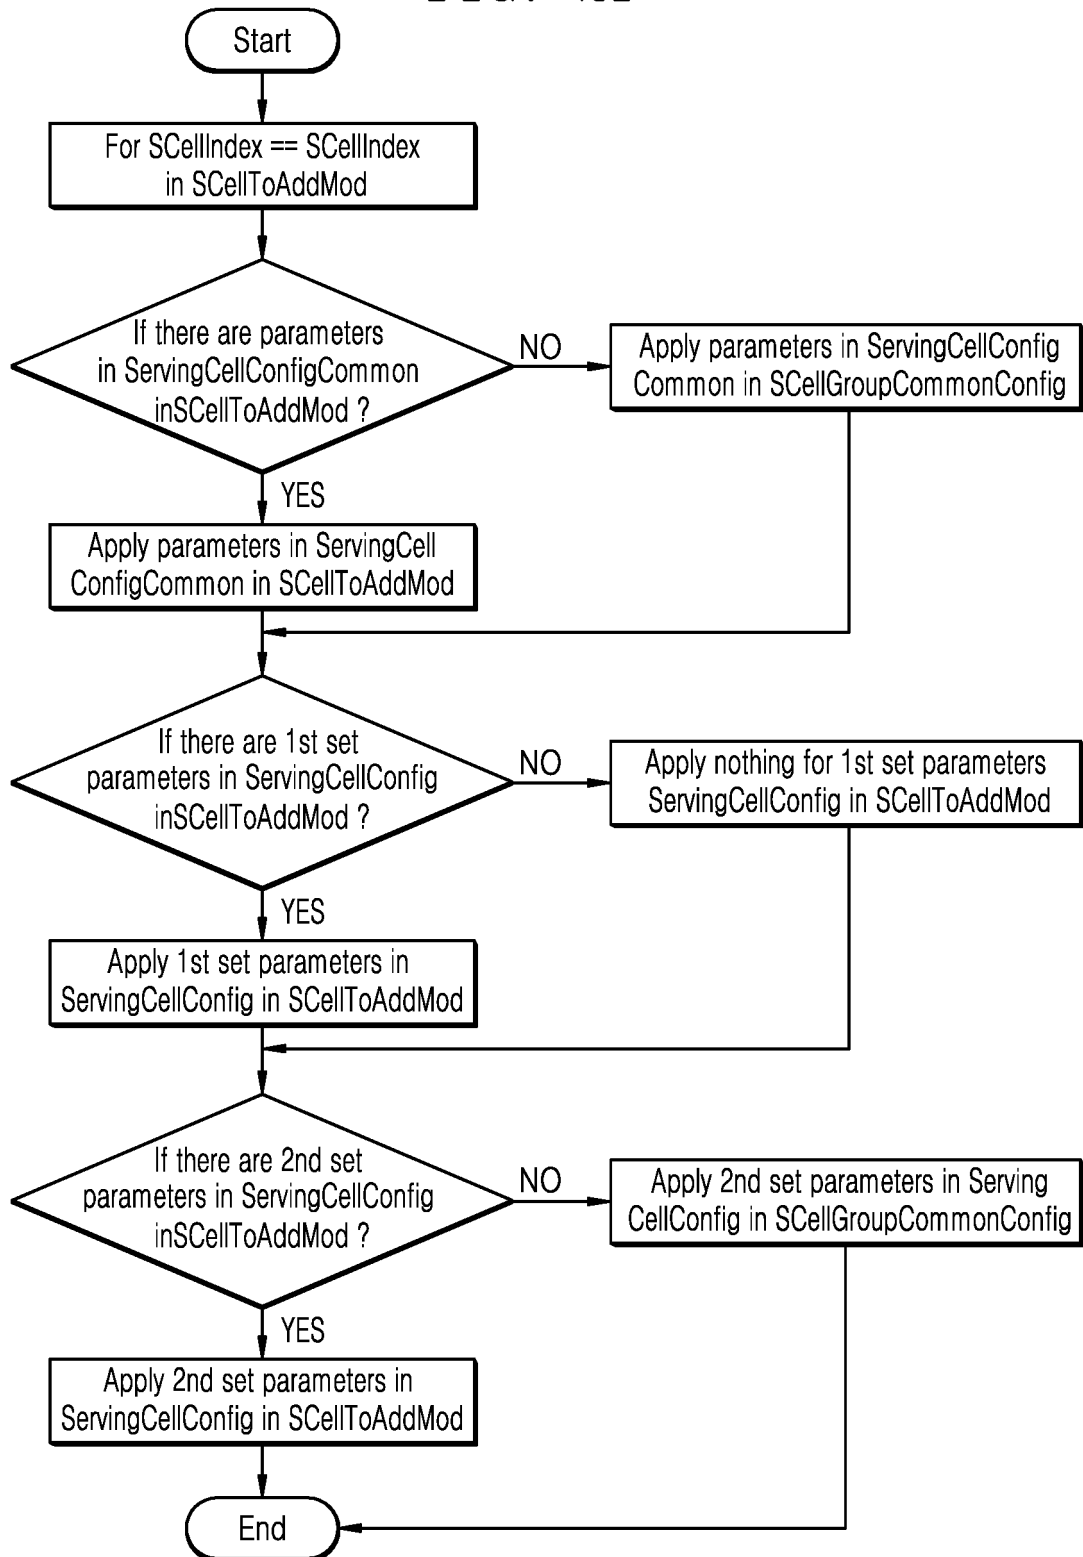 Start
For SCellIndex == SCellIndex
in SCellToAddMod
If there are parameters
in ServingCellConfigCommon
inSCellToAddMod ?
NO
Apply parameters in ServingCellConfig
Common in SCellGroupCommonConfig
YES
Apply parameters in ServingCell
ConfigCommon in SCellToAddMod
If there are 1st set
parameters in ServingCellConfig
inSCellToAddMod ?
NO
Apply nothing for 1st set parameters
ServingCellConfig in SCellToAddMod
YES
Apply 1st set parameters in
ServingCellConfig in SCellToAddMod
If there are 2nd set
parameters in ServingCellConfig
inSCellToAddMod ?
NO
Apply 2nd set parameters in Serving
CellConfig in SCellGroupCommonConfig
YES
Apply 2nd set parameters in
ServingCellConfig in SCellToAddMod
End